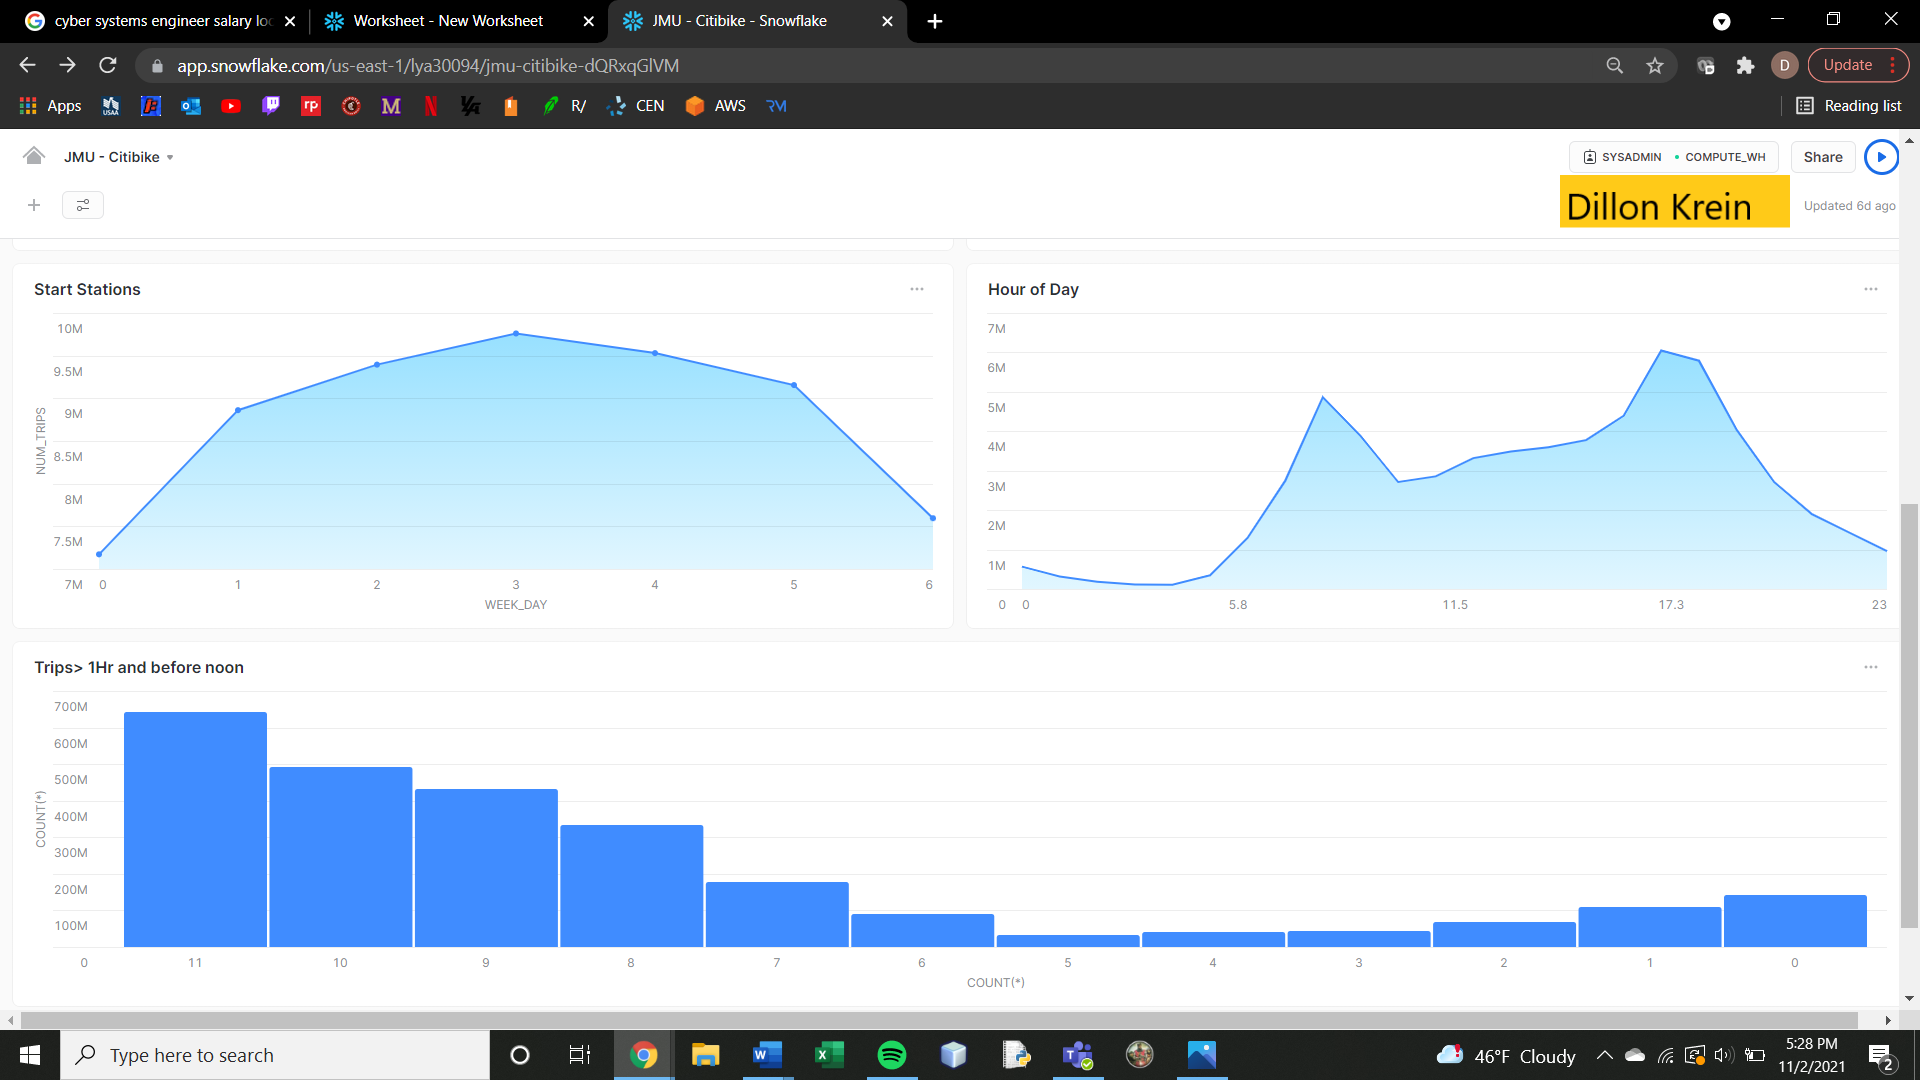 cyber systems engineer salary loc
Worksheet - New Worksheet
JMU - Citibike - Snowflake
app.snowflake.com/us-east-1/lya30094/jmu-citibike-dQRxqGlVM
Update
Apps
USAA
rp
M
N
R/
CEN
AWS
RM
Reading list
JMU - Citibike
SYSADMIN
COMPUTE_WH
Share
Dillon Krein
Updated 6d ago
Start Stations
10M
9.5M
9M
8.5M
8M
7.5M
7M
NUM_TRIPS
0 1 2 3 4 5 6
WEEK_DAY
Hour of Day
7M
6M
5M
4M
3M
2M
1M
0
0 5.8 11.5 17.3 23
Trips> 1Hr and before noon
700M
600M
500M
400M
300M
200M
100M
0
COUNT(*)
11 10 9 8 7 6 5 4 3 2 1 0
COUNT(*)
Type here to search
46°F Cloudy
5:28 PM
11/2/2021
2